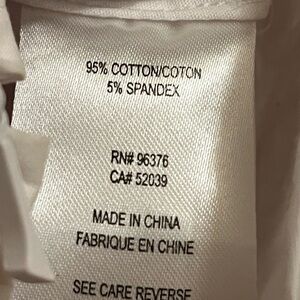 95% COTTON/COTON
5% SPANDEX
RN# 96376
CA# 52039
MADE IN CHINA
FABRIQUE EN CHINE
SEE CARE REVERSE